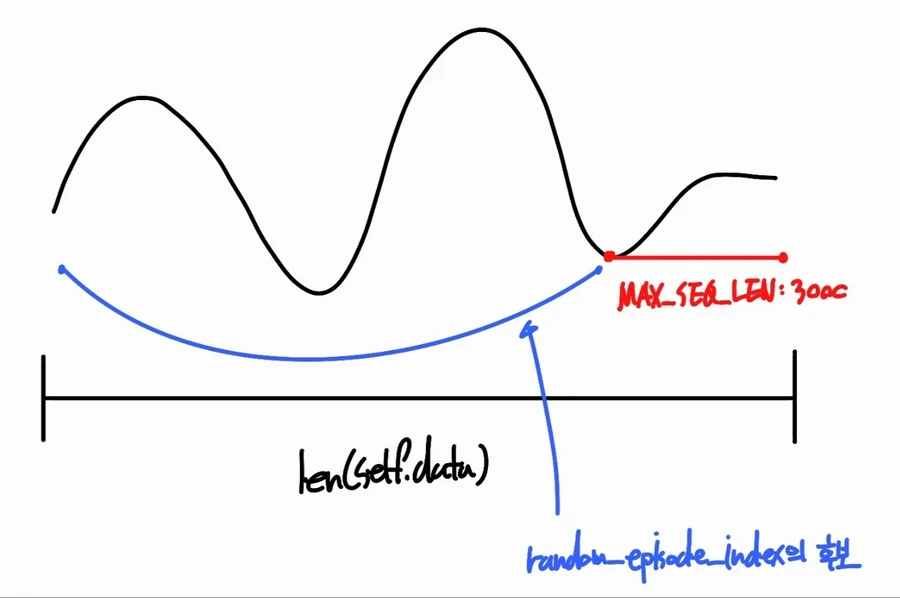 MAX_SEQ_LEN: 3000
len(self.data)
random_episode_index의 후보